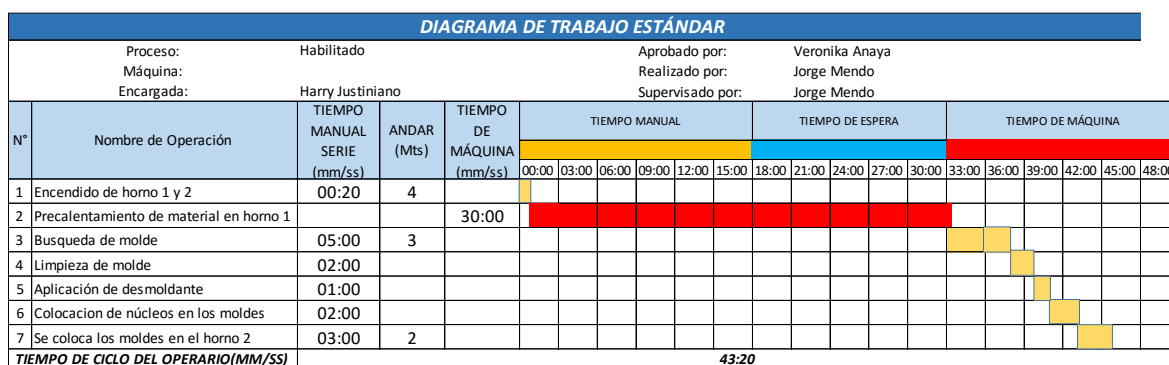 DIAGRAMA DE TRABAJO ESTÁNDAR
Proceso: Habilitado Aprobado por: Veronika Anaya
Máquina: Realizado por: Jorge Mendo
Encargada: Harry Justiniano Supervisado por: Jorge Mendo
N° Nombre de Operación TIEMPO MANUAL SERIE (mm/ss) ANDAR (Mts) TIEMPO DE MÁQUINA (mm/ss) TIEMPO MANUAL TIEMPO DE ESPERA TIEMPO DE MÁQUINA
00:00 03:00 06:00 09:00 12:00 15:00 18:00 21:00 24:00 27:00 30:00 33:00 36:00 39:00 42:00 45:00 48:00
1 Encendido de horno 1 y 2 00:20 4
2 Precalentamiento de material en horno 1 30:00
3 Busqueda de molde 05:00 3
4 Limpieza de molde 02:00
5 Aplicación de desmoldante 01:00
6 Colocacion de núcleos en los moldes 02:00
7 Se coloca los moldes en el horno 2 03:00 2
TIEMPO DE CICLO DEL OPERARIO(MM/SS) 43:20